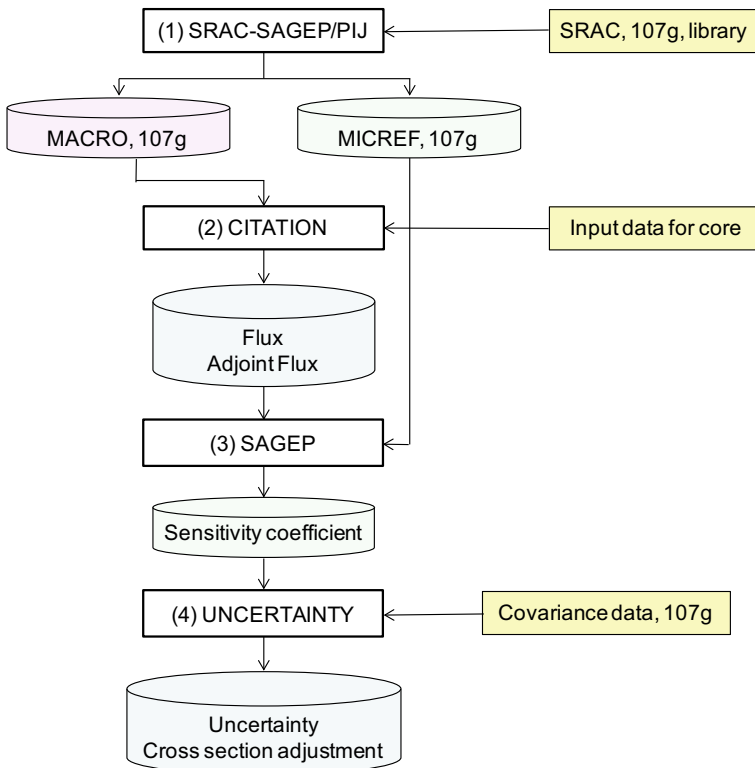 (1) SRAC-SAGEP/PIJ
SRAC, 107g, library
MACRO, 107g
MICREF, 107g
(2) CITATION
Input data for core
Flux
Adjoint Flux
(3) SAGEP
Sensitivity coefficient
(4) UNCERTAINTY
Covariance data, 107g
Uncertainty
Cross section adjustment